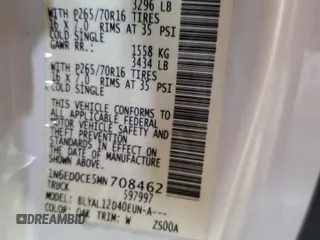 3296 LB
WITH P265/70R16 TIRES
16 X 7.0 RIMS AT 35 PSI
COLD SINGLE
GAWR RR. 1558 KG
3434 LB
WITH P265/70R16 TIRES
16 X 7.0 RIMS AT 35 PSI
COLD SINGLE
THIS VEHICLE CONFORMS TO
ALL APPLICABLE FEDERAL
MOTOR VEHICLE SAFETY
STANDARDS IN EFFECT ON
THE DATE OF MANUFACTURE
SHOWN ABOVE.
1N6ED0CE5MN708462
TRUCK 597997
MODEL: BLYAL12D40EUN-A----
COLOR: QAK TRIM: W ZS00A
DREAMBID